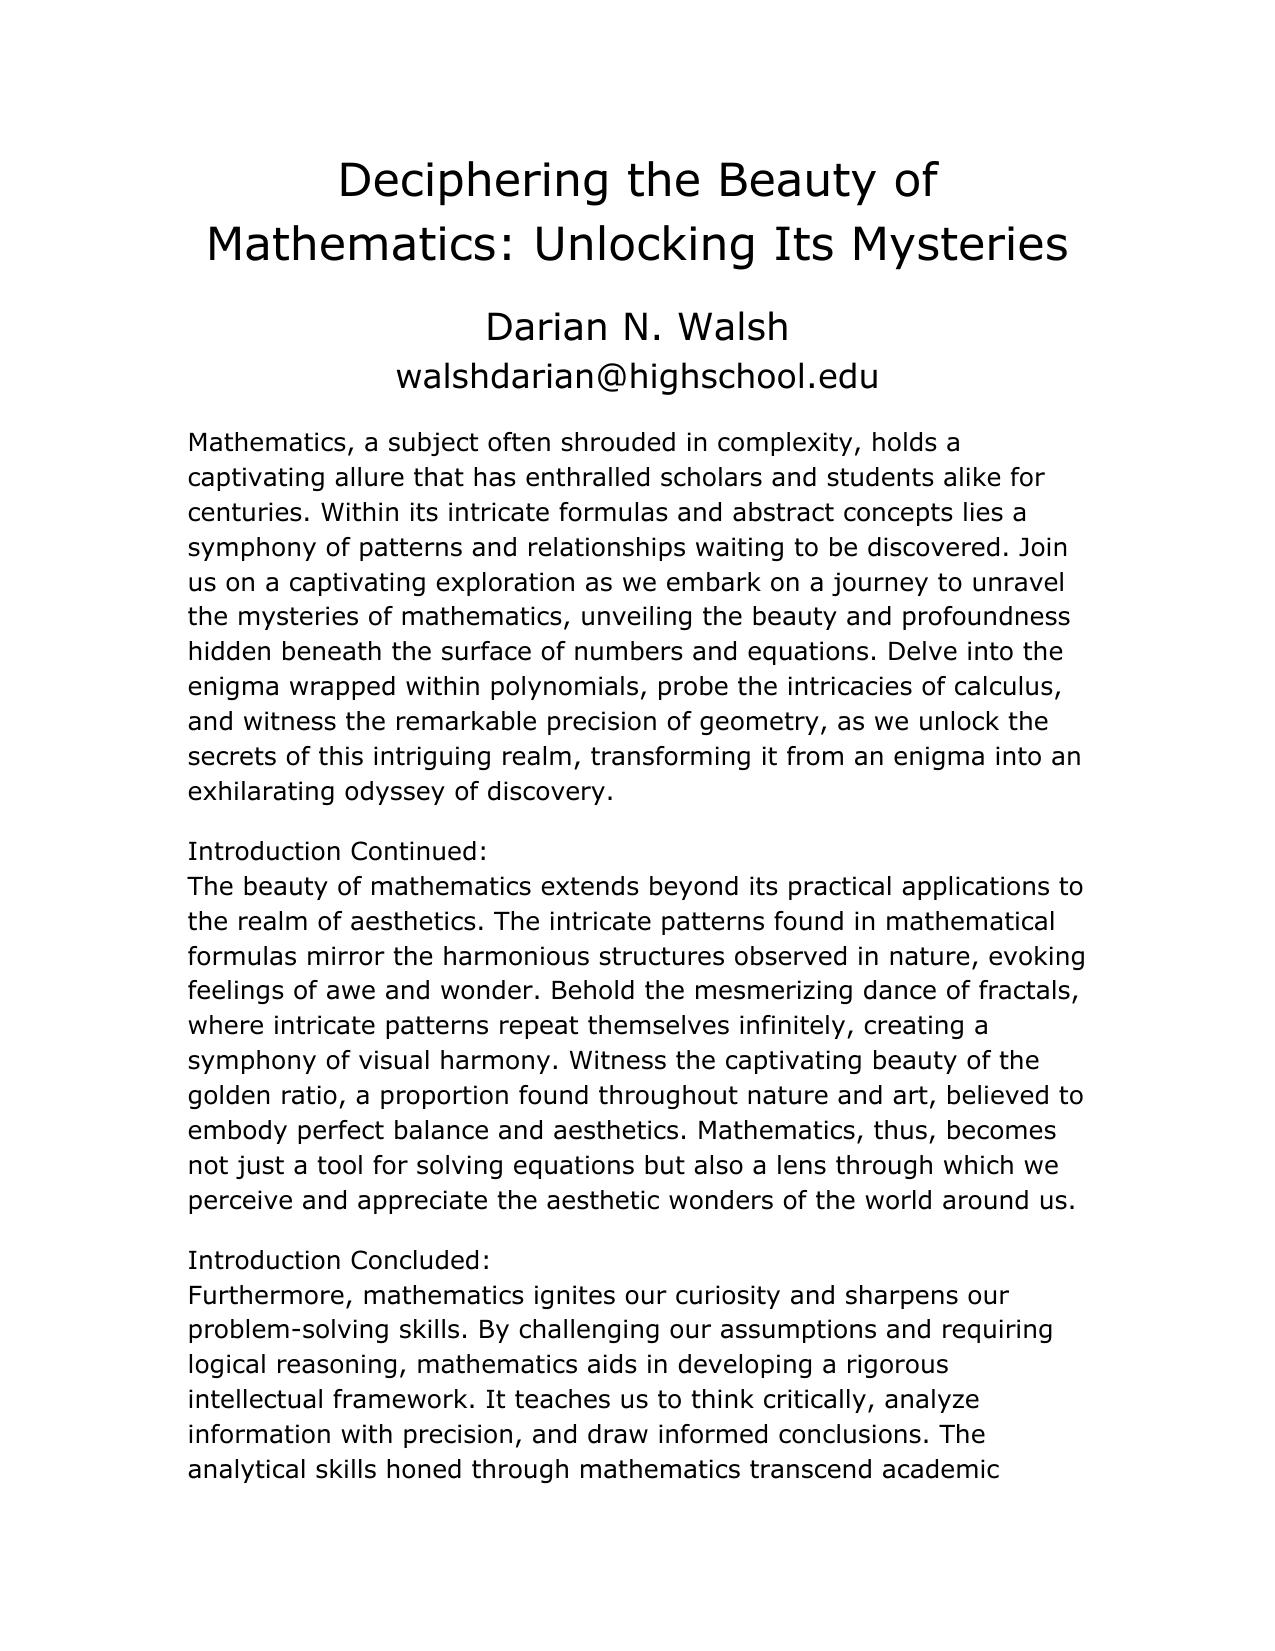 Deciphering the Beauty of
Mathematics: Unlocking Its Mysteries
Darian N. Walsh
walshdarian@highschool.edu
Mathematics, a subject often shrouded in complexity, holds a
captivating allure that has enthralled scholars and students alike for
centuries. Within its intricate formulas and abstract concepts lies a
symphony of patterns and relationships waiting to be discovered. Join
us on a captivating exploration as we embark on a journey to unravel
the mysteries of mathematics, unveiling the beauty and profoundness
hidden beneath the surface of numbers and equations. Delve into the
enigma wrapped within polynomials, probe the intricacies of calculus,
and witness the remarkable precision of geometry, as we unlock the
secrets of this intriguing realm, transforming it from an enigma into an
exhilarating odyssey of discovery.
Introduction Continued:
The beauty of mathematics extends beyond its practical applications to
the realm of aesthetics. The intricate patterns found in mathematical
formulas mirror the harmonious structures observed in nature, evoking
feelings of awe and wonder. Behold the mesmerizing dance of fractals,
where intricate patterns repeat themselves infinitely, creating a
symphony of visual harmony. Witness the captivating beauty of the
golden ratio, a proportion found throughout nature and art, believed to
embody perfect balance and aesthetics. Mathematics, thus, becomes
not just a tool for solving equations but also a lens through which we
perceive and appreciate the aesthetic wonders of the world around us.
Introduction Concluded:
Furthermore, mathematics ignites our curiosity and sharpens our
problem-solving skills. By challenging our assumptions and requiring
logical reasoning, mathematics aids in developing a rigorous
intellectual framework. It teaches us to think critically, analyze
information with precision, and draw informed conclusions. The
analytical skills honed through mathematics transcend academic